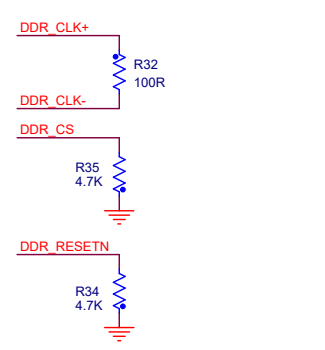 DDR_CLK+
R32
100R
DDR_CLK-
DDR_CS
R35
4.7K
DDR_RESETN
R34
4.7K